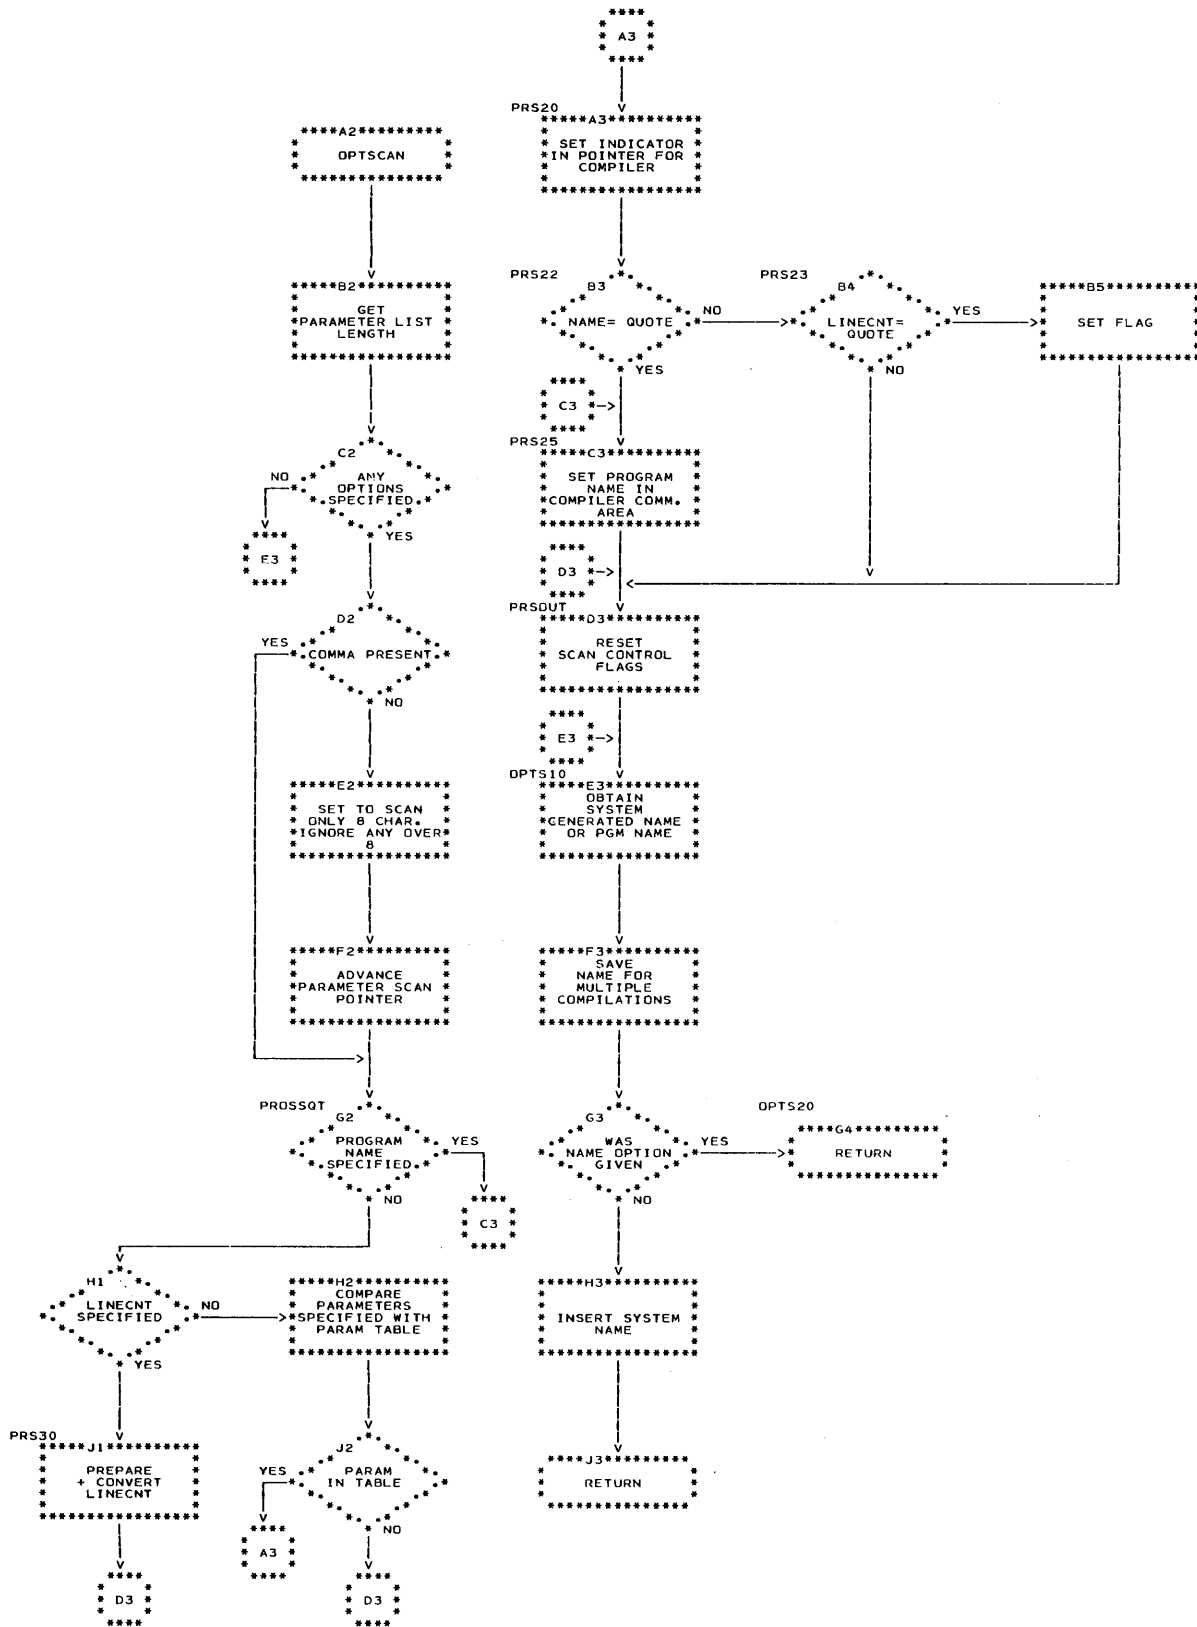 A3
PRS20
A3
SET INDICATOR
IN POINTER FOR
COMPILER
A2
OPTSCAN
B2
GET
PARAMETER LIST
LENGTH
PRS22
B3
NAME= QUOTE
NO
YES
PRS23
B4
LINECNT=
QUOTE
YES
NO
B5
SET FLAG
C3
PRS25
C3
SET PROGRAM
NAME IN
COMPILER COMM.
AREA
C2
ANY
OPTIONS
SPECIFIED
NO
YES
E3
D3
PRSOUT
D3
RESET
SCAN CONTROL
FLAGS
D2
COMMA PRESENT
YES
NO
E3
OPTS10
E3
OBTAIN
SYSTEM
GENERATED NAME
OR PGM NAME
E2
SET TO SCAN
ONLY 8 CHAR.
IGNORE ANY OVER
8
F2
ADVANCE
PARAMETER SCAN
POINTER
F3
SAVE
NAME FOR
MULTIPLE
COMPILATIONS
PROSSQT
G2
PROGRAM
NAME
SPECIFIED
YES
NO
C3
G3
WAS
NAME OPTION
GIVEN
YES
NO
OPTS20
G4
RETURN
H1
LINECNT
SPECIFIED
NO
YES
H2
COMPARE
PARAMETERS
SPECIFIED WITH
PARAM TABLE
H3
INSERT SYSTEM
NAME
PRS30
J1
PREPARE
+ CONVERT
LINECNT
J2
PARAM
IN TABLE
YES
NO
J3
RETURN
A3
D3
D3